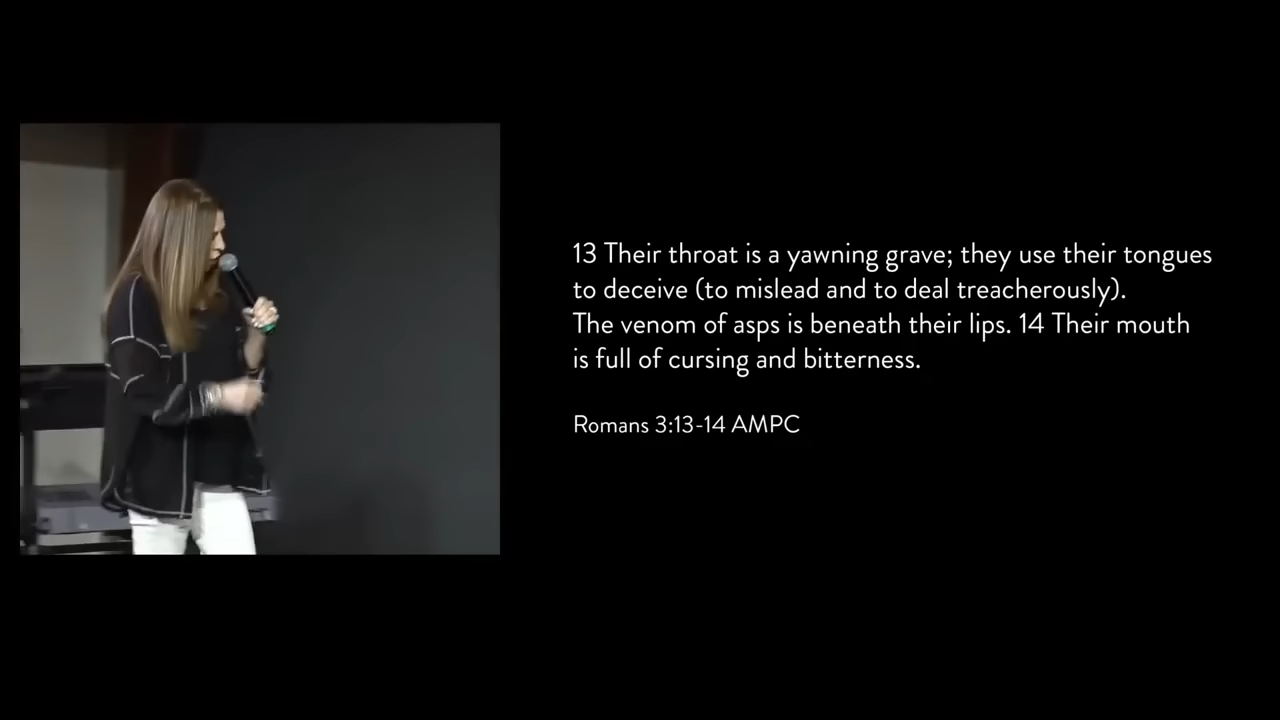 13 Their throat is a yawning grave; they use their tongues
to deceive (to mislead and to deal treacherously).
The venom of asps is beneath their lips. 14 Their mouth
is full of cursing and bitterness.
Romans 3:13-14 AMPC